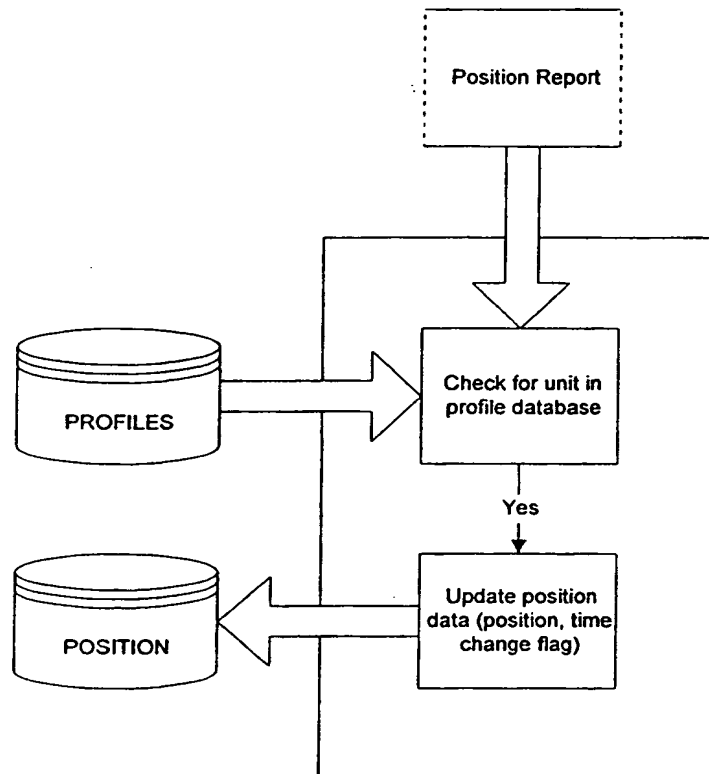 Position Report
Check for unit in
profile database
PROFILES
Yes
Update position
data (position, time
change flag)
POSITION